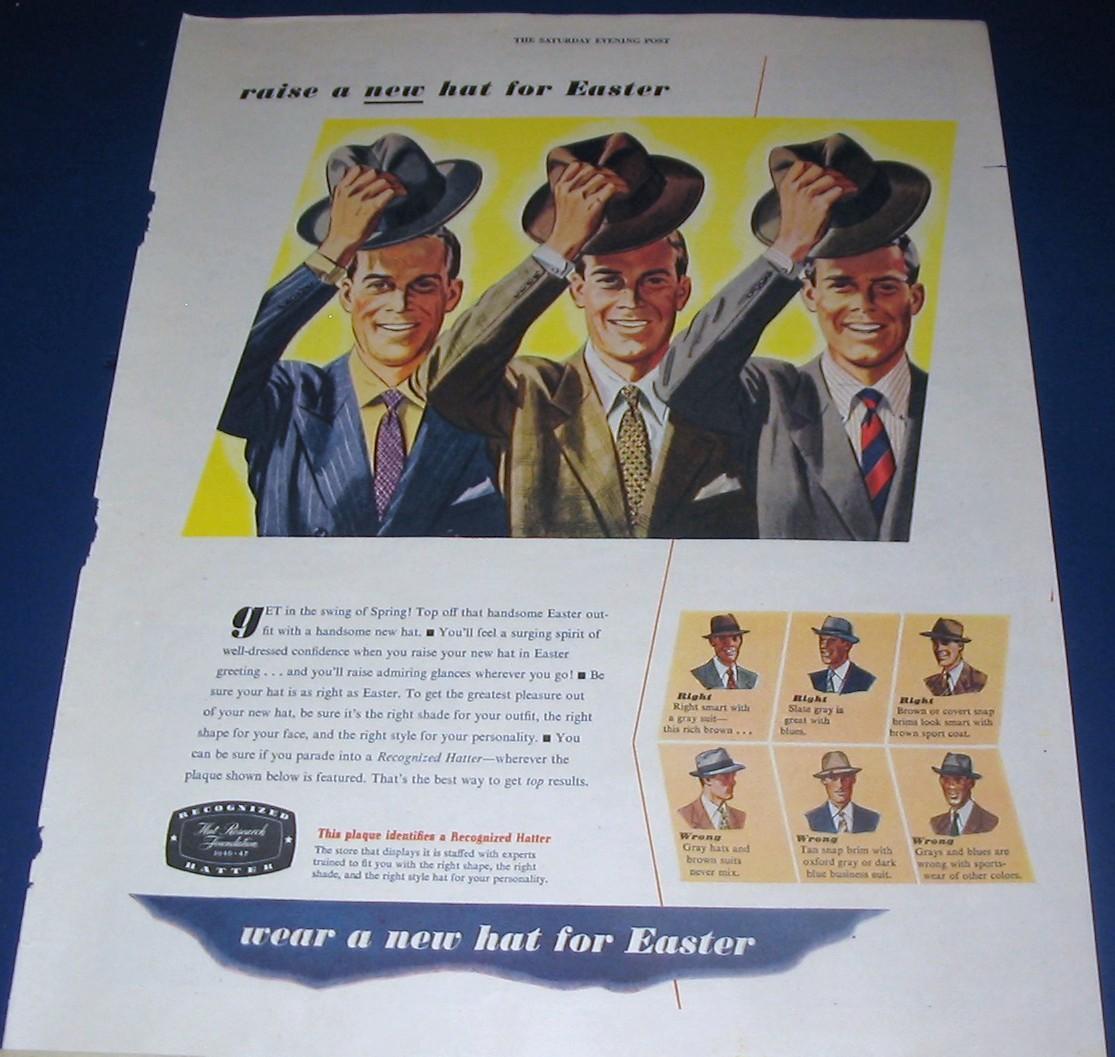 THE SATURDAY EVENING POST
raise a new hat for Easter
gET in the swing of Spring! Top off that handsome Easter out-
fit with a handsome new hat. ■ You'll feel a surging spirit of
well-dressed confidence when you raise your new hat in Easter
greeting . . . and you'll raise admiring glances wherever you go! ■ Be
sure your hat is as right as Easter. To get the greatest pleasure out
of your new hat, be sure it's the right shade for your outfit, the right
shape for your face, and the right style for your personality. ■ You
can be sure if you parade into a Recognized Hatter—wherever the
plaque shown below is featured. That's the best way to get top results.
RECOGNIZED
Hat Research
Foundation
1946-47
HATTER
This plaque identifies a Recognized Hatter
The store that displays it is staffed with experts
trained to fit you with the right shape, the right
shade, and the right style hat for your personality.
Right
Right smart with
a gray suit—
this rich brown . . .
Right
Slate gray is
great with
blues.
Right
Brown or covert snap
brims look smart with
brown sport coat.
Wrong
Gray hats and
brown suits
never mix.
Wrong
Tan snap brim with
oxford gray or dark
blue business suit.
Wrong
Grays and blues are
wrong with sports-
wear of other colors.
wear a new hat for Easter